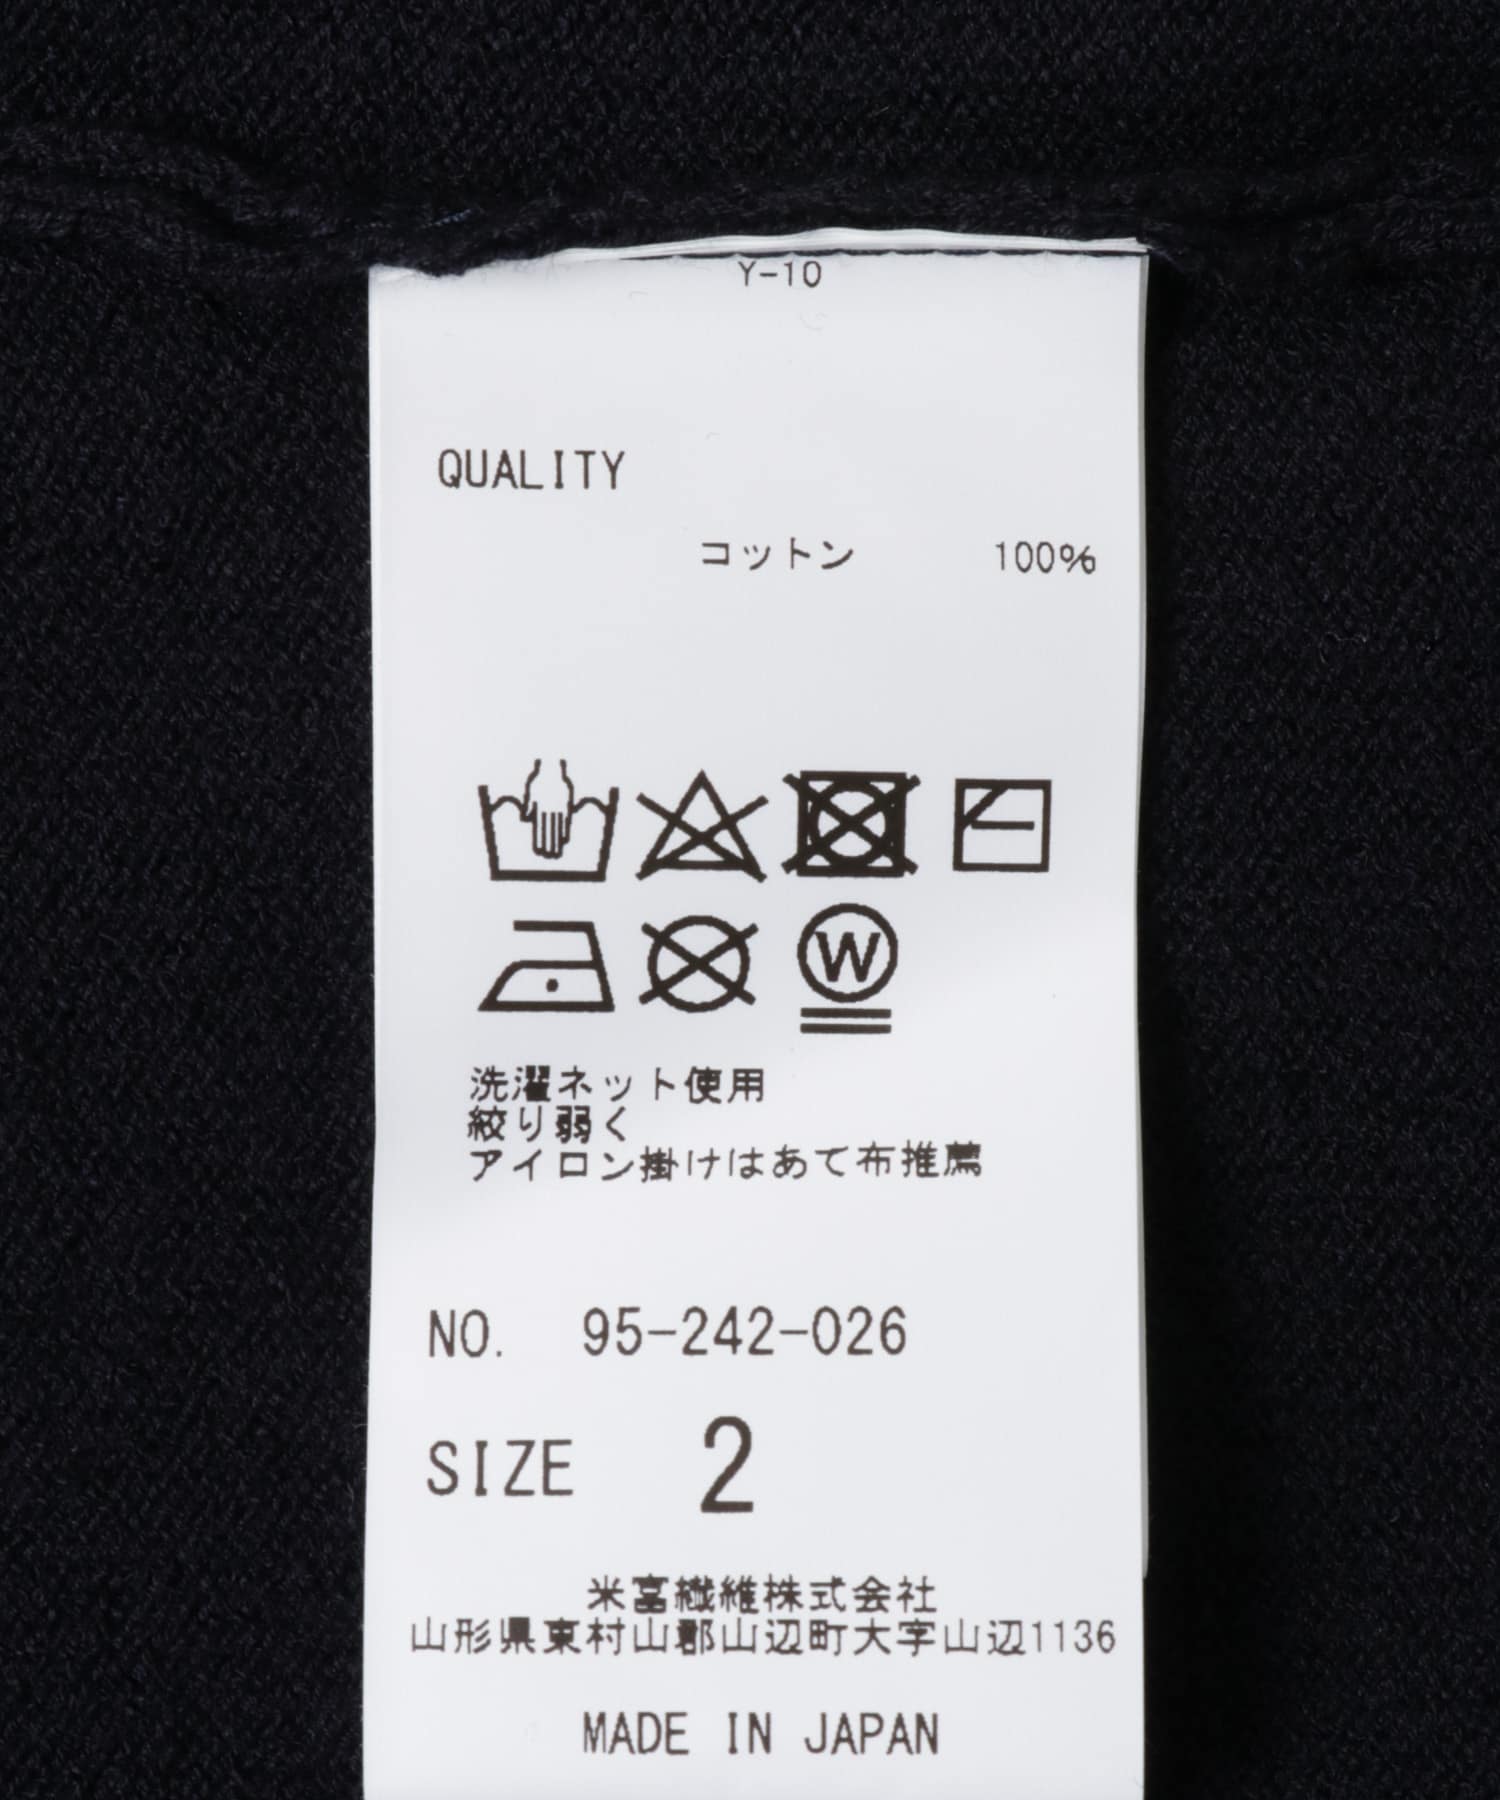 Y-10
QUALITY
コットン 100%
W
洗濯ネット使用
絞り弱く
アイロン掛けはあて布推薦
NO. 95-242-026
SIZE 2
米富繊維株式会社
山形県東村山郡山辺町大字山辺1136
MADE IN JAPAN